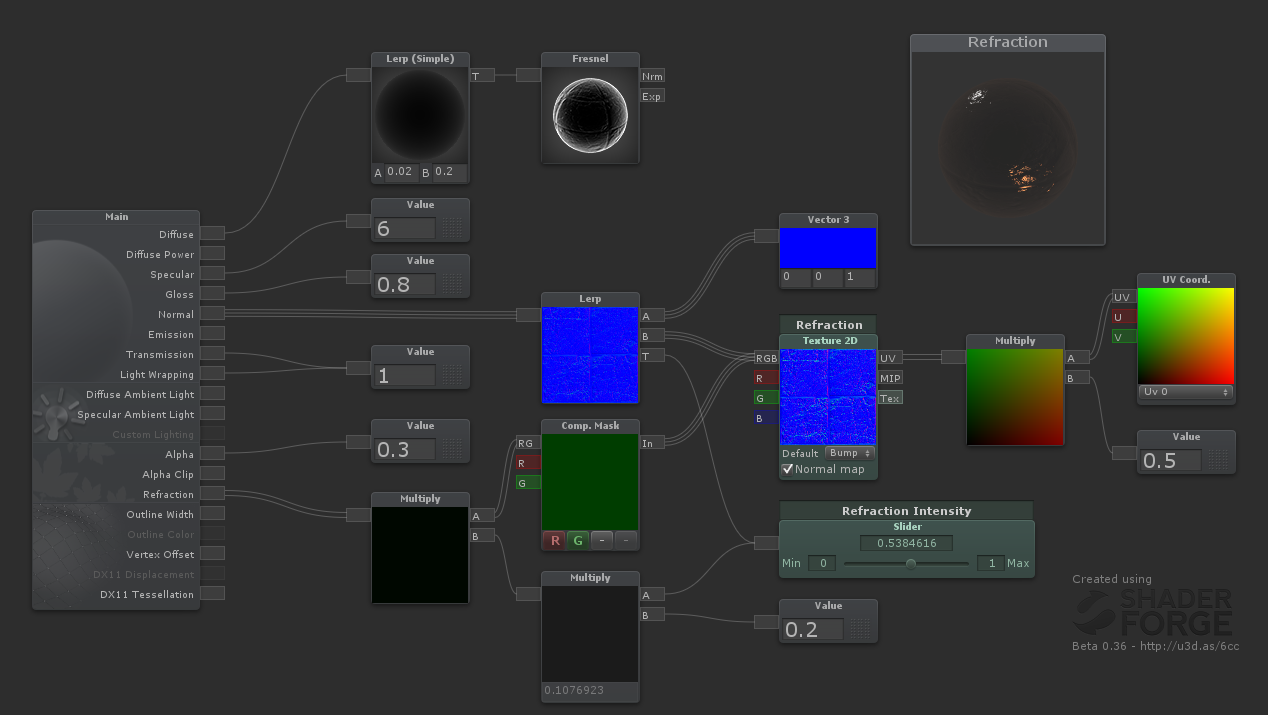 Refraction
Lerp (Simple)
T
A 0.02 B 0.2
Fresnel
Nrm
Exp
Main
Diffuse
Diffuse Power
Specular
Gloss
Normal
Emission
Transmission
Light Wrapping
Diffuse Ambient Light
Specular Ambient Light
Custom Lighting
Alpha
Alpha Clip
Refraction
Outline Width
Outline Color
Vertex Offset
DX11 Displacement
DX11 Tessellation
Value
6
Value
0.8
Value
1
Value
0.3
Multiply
A
B
Lerp
A
B
T
Comp. Mask
RG
R
G
In
R G - -
Multiply
A
B
0.1076923
Vector 3
0 0 1
Refraction
Texture 2D
RGB
R
G
B
UV
MIP
Tex
Default Bump
Normal map
Refraction Intensity
Slider
0.5384616
Min 0 1 Max
Value
0.2
Multiply
A
B
UV Coord.
UV
U
V
Uv 0
Value
0.5
Created using
SHADER
FORGE
Beta 0.36 - http://u3d.as/6cc